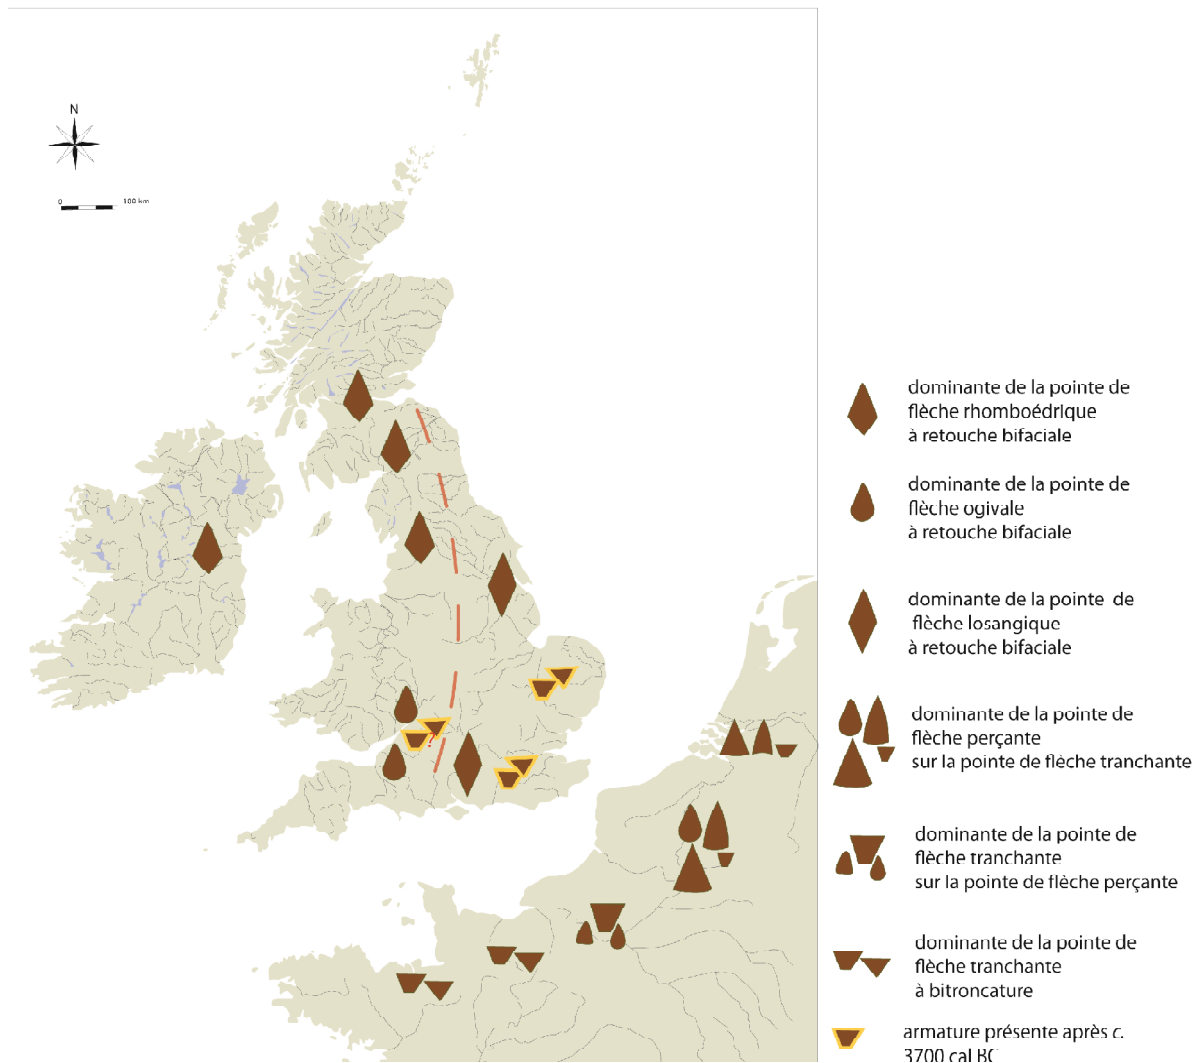 N
0 100 km
dominante de la pointe de
flèche rhomboédrique
à retouche bifaciale
dominante de la pointe de
flèche ogivale
à retouche bifaciale
dominante de la pointe de
flèche losangique
à retouche bifaciale
dominante de la pointe de
flèche perçante
sur la pointe de flèche tranchante
dominante de la pointe de
flèche tranchante
sur la pointe de flèche perçante
dominante de la pointe de
flèche tranchante
à bitroncature
armature présente après c.
3700 cal BC
?